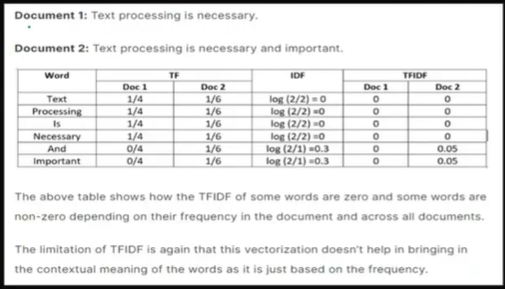 Document 1: Text processing is necessary.
Document 2: Text processing is necessary and important.
Word TF IDF TFIDF
Doc 1 Doc 2 Doc 1 Doc 2
Text 1/4 1/6 log (2/2) = 0 0 0
Processing 1/4 1/6 log (2/2) =0 0 0
Is 1/4 1/6 log (2/2) =0 0 0
Necessary 1/4 1/6 log (2/2) =0 0 0
And 0/4 1/6 log (2/1) =0.3 0 0.05
Important 0/4 1/6 log (2/1) =0.3 0 0.05
The above table shows how the TFIDF of some words are zero and some words are
non-zero depending on their frequency in the document and across all documents.
The limitation of TFIDF is again that this vectorization doesn't help in bringing in
the contextual meaning of the words as it is just based on the frequency.